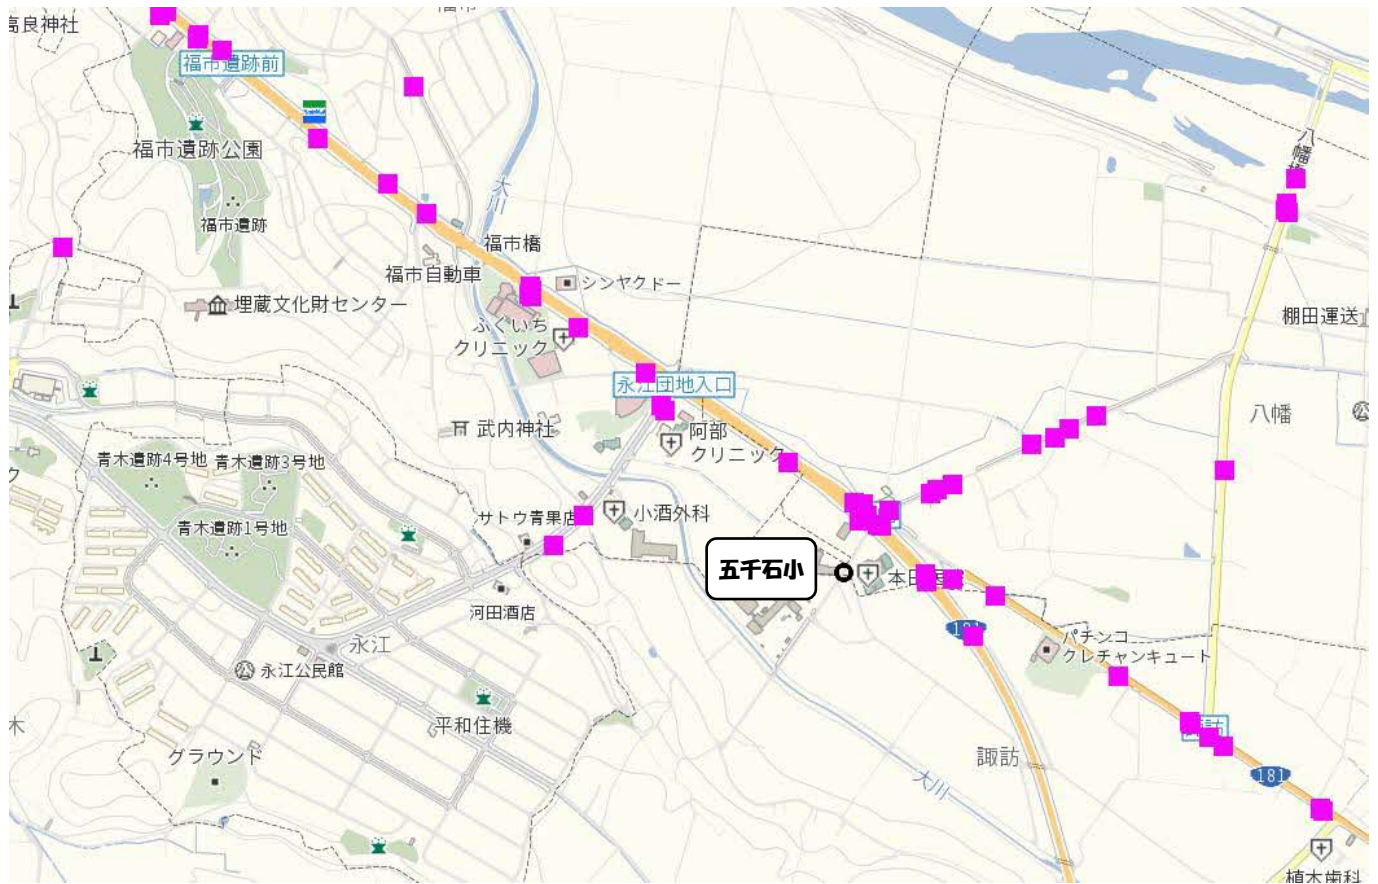 高良神社
福市遺跡前
福市遺跡公園
大川
八幡橋
福市遺跡
福市橋
福市自動車
シンヤクドー
埋蔵文化財センター
棚田運送
ふくいち
クリニック
永江団地入口
八幡
武内神社
阿部
クリニック
青木遺跡4号地
青木遺跡3号地
サトウ青果店
小酒外科
青木遺跡1号地
五千石小
河田酒店
181
パチンコ
クレチャンキュート
永江
永江公民館
平和住機
木
グラウンド
諏訪
大川
181
植木歯科